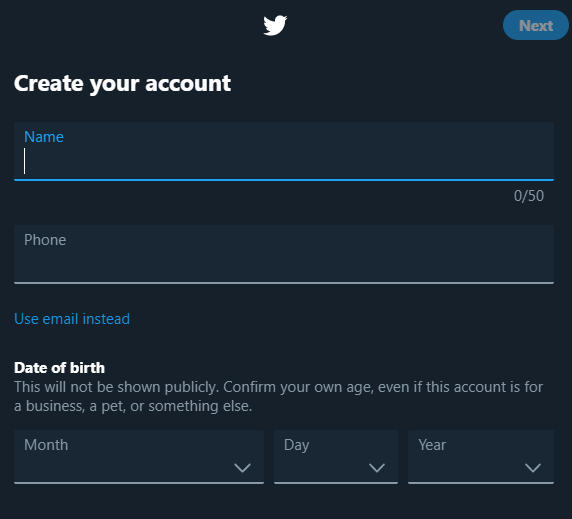 Next
Create your account
Name
0/50
Phone
Use email instead
Date of birth
This will not be shown publicly. Confirm your own age, even if this account is for
a business, a pet, or something else.
Month Day Year